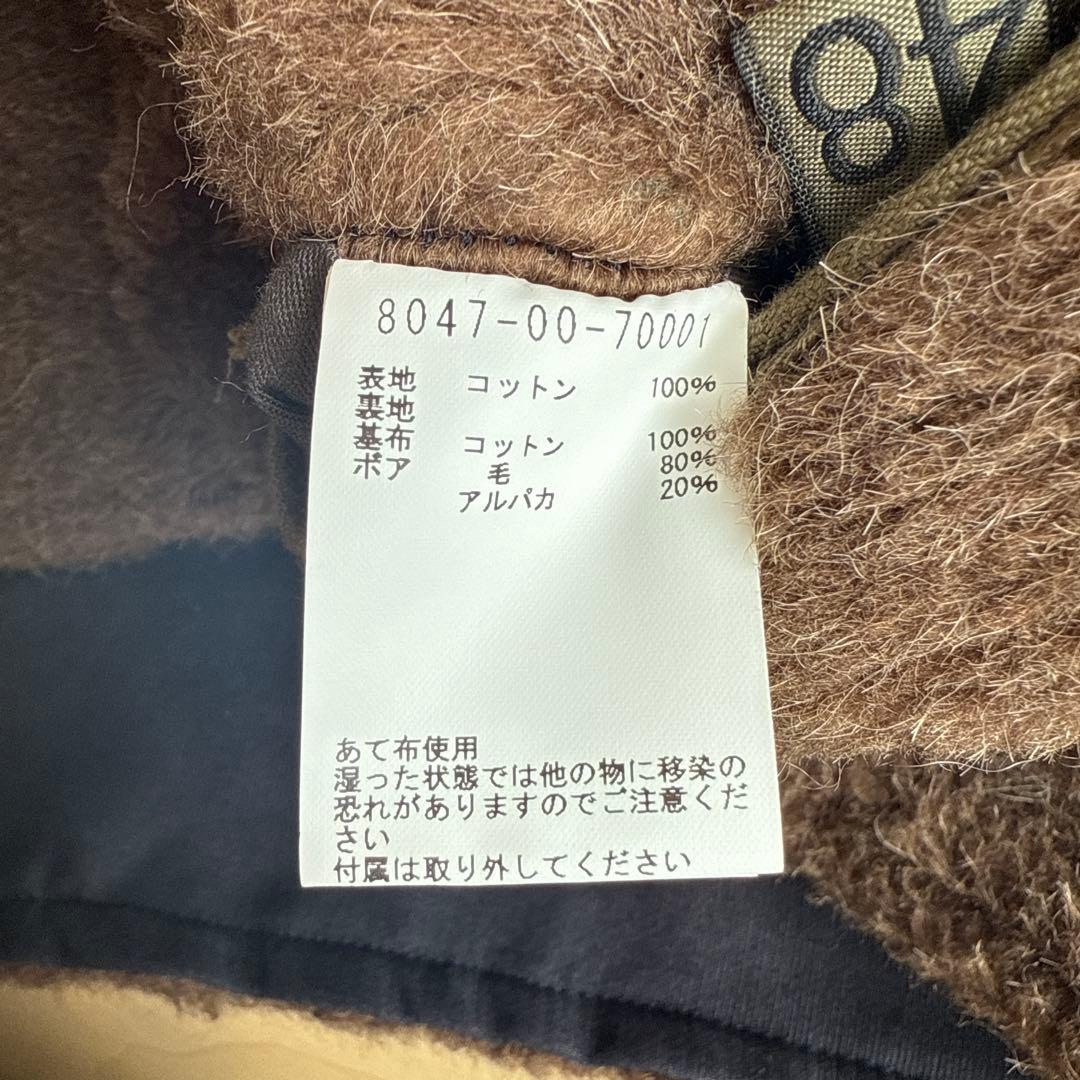 48
8047-00-70001
表地 コットン 100%
裏地
基布 コットン 100%
ボア 毛 80%
アルパカ 20%
あて布使用
湿った状態では他の物に移染の
恐れがありますのでご注意くだ
さい
付属は取り外してください